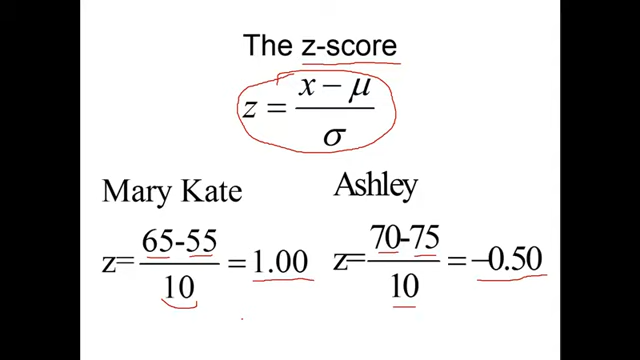 The z-score
z = x − μ / σ
Mary Kate
z= 65-55 / 10 = 1.00
Ashley
z= 70-75 / 10 = −0.50